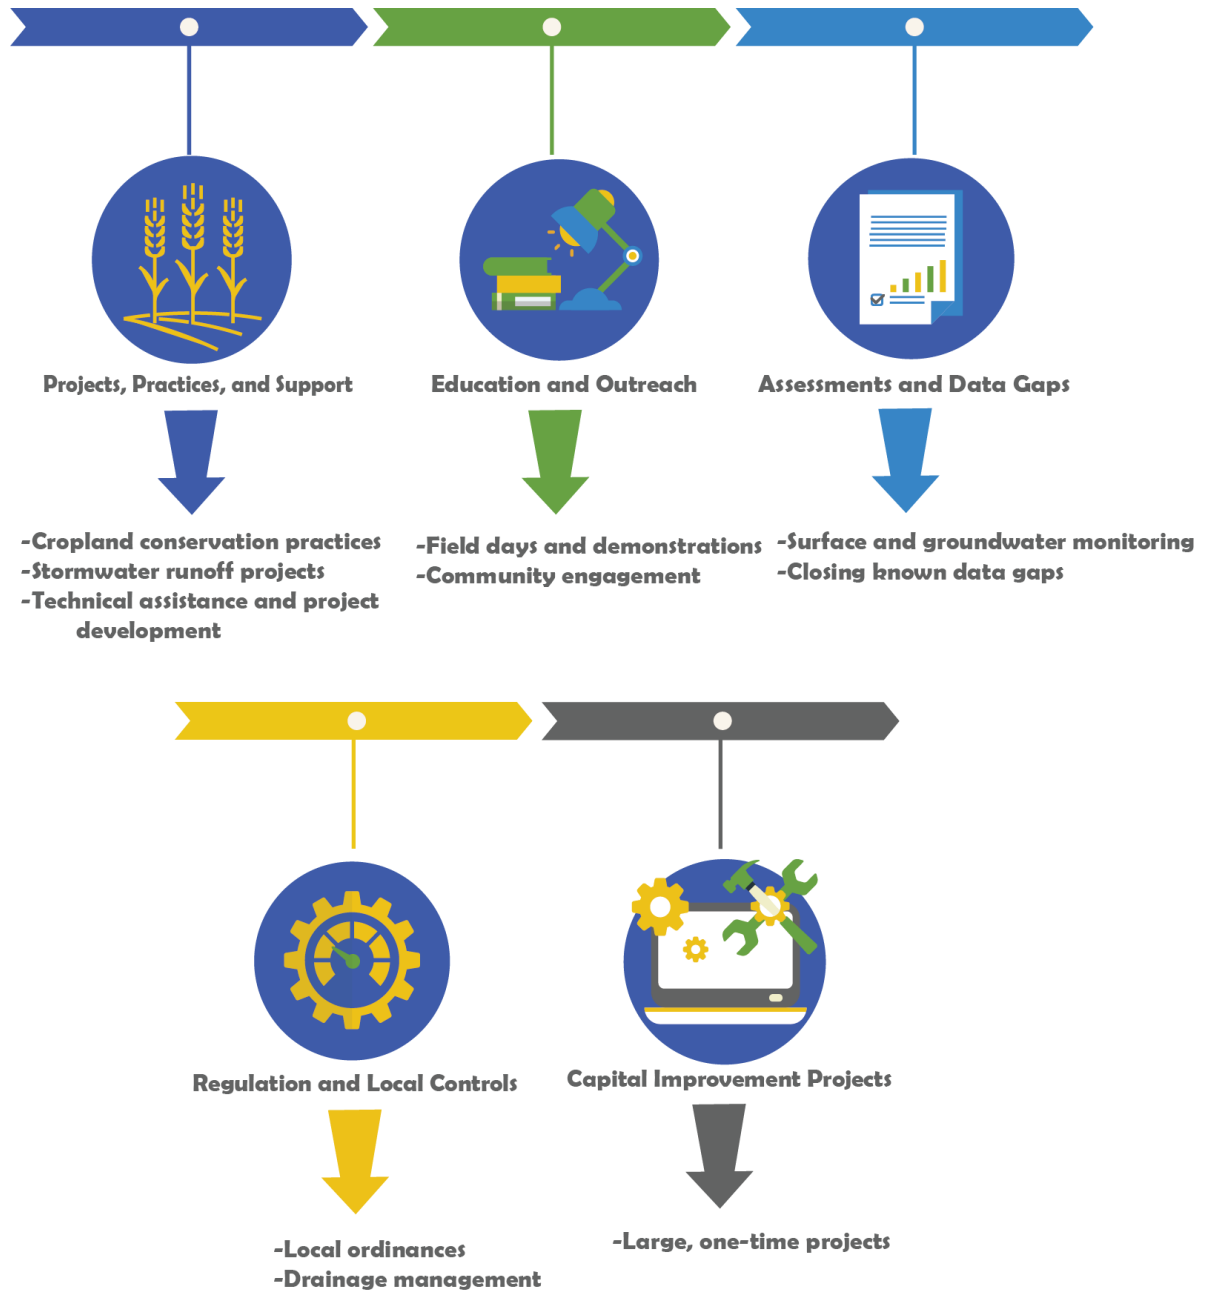 Projects, Practices, and Support
-Cropland conservation practices
-Stormwater runoff projects
-Technical assistance and project
development
Education and Outreach
-Field days and demonstrations
-Community engagement
Assessments and Data Gaps
-Surface and groundwater monitoring
-Closing known data gaps
Regulation and Local Controls
-Local ordinances
-Drainage management
Capital Improvement Projects
-Large, one-time projects